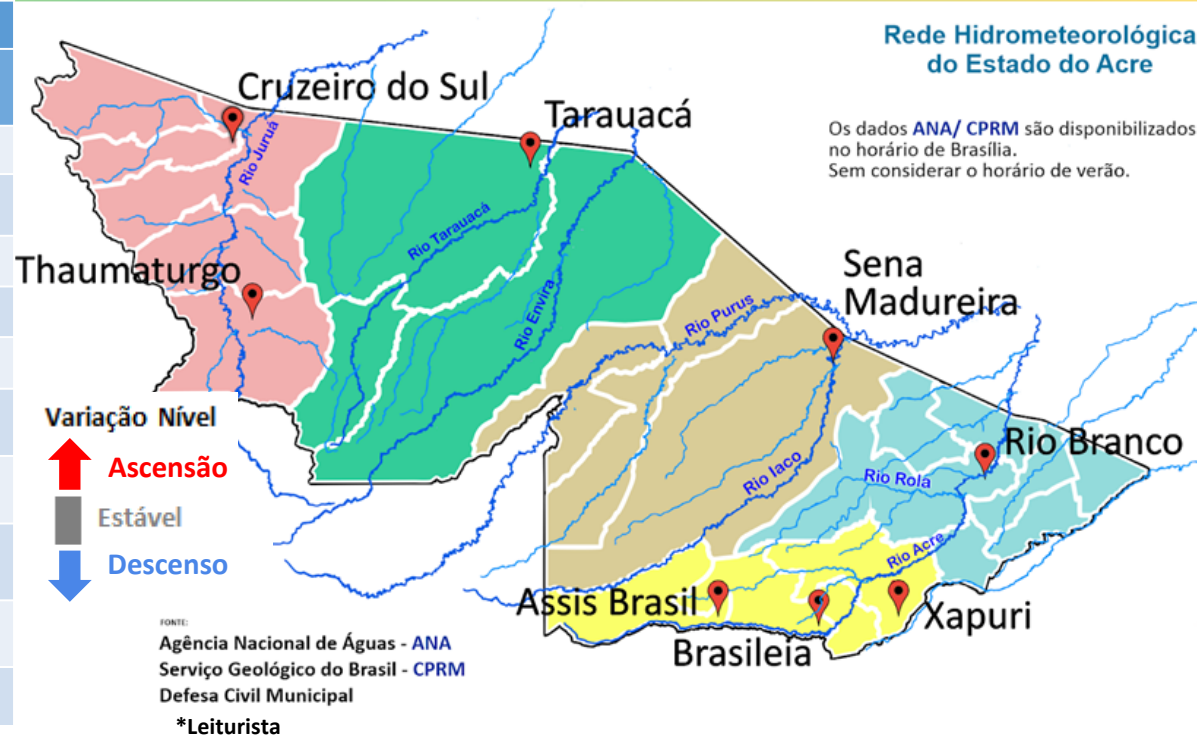 Rede Hidrometeorológica
do Estado do Acre
Os dados ANA/ CPRM são disponibilizados
no horário de Brasília.
Sem considerar o horário de verão.
Cruzeiro do Sul
Tarauacá
Rio Juruá
Rio Tarauacá
Thaumaturgo
Rio Envira
Sena
Madureira
Rio Purus
Rio Branco
Rio Iaco
Rio Rola
Rio Acre
Assis Brasil
Brasileia
Xapuri
Variação Nível
Ascensão
Estável
Descenso
FONTE:
Agência Nacional de Águas - ANA
Serviço Geológico do Brasil - CPRM
Defesa Civil Municipal
*Leiturista